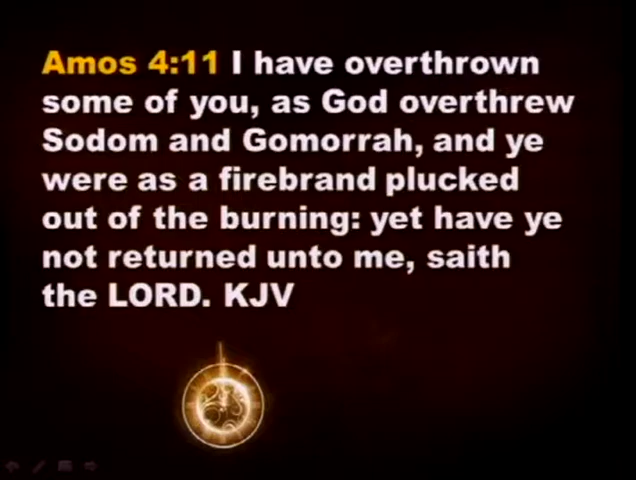 Amos 4:11 I have overthrown
some of you, as God overthrew
Sodom and Gomorrah, and ye
were as a firebrand plucked
out of the burning: yet have ye
not returned unto me, saith
the LORD. KJV